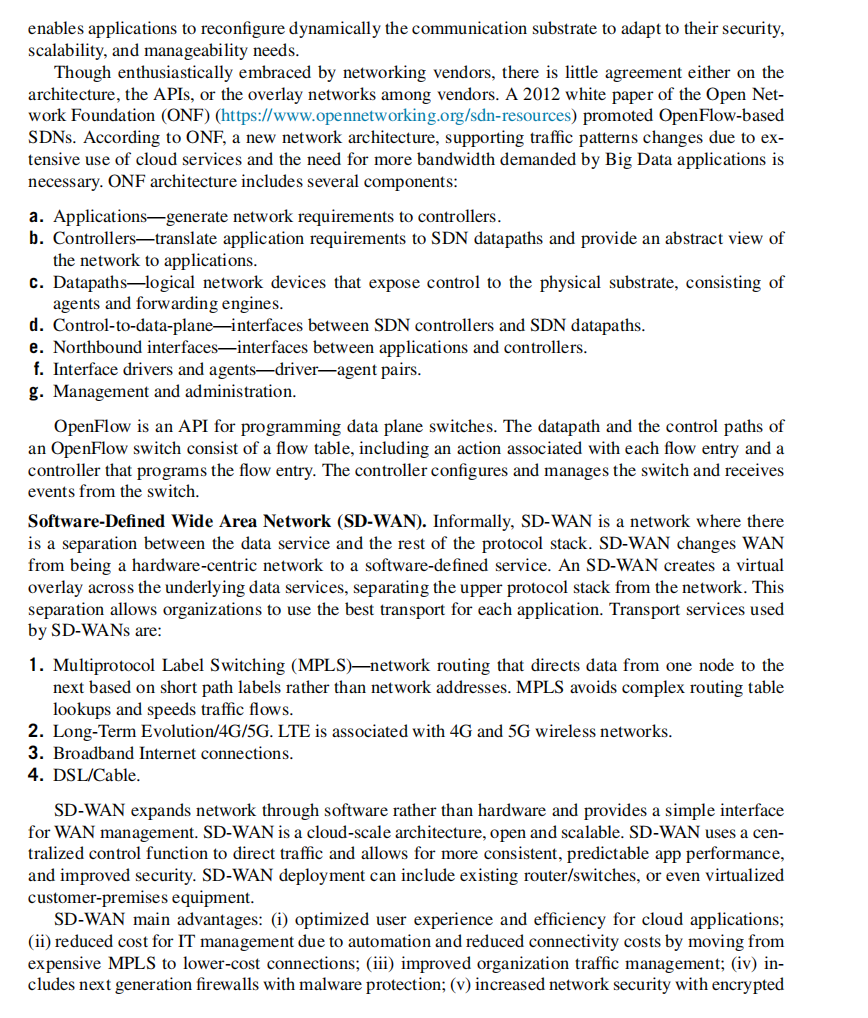 enables applications to reconfigure dynamically the communication substrate to adapt to their security,
scalability, and manageability needs.
Though enthusiastically embraced by networking vendors, there is little agreement either on the
architecture, the APIs, or the overlay networks among vendors. A 2012 white paper of the Open Net-
work Foundation (ONF) (https://www.opennetworking.org/sdn-resources) promoted OpenFlow-based
SDNs. According to ONF, a new network architecture, supporting traffic patterns changes due to ex-
tensive use of cloud services and the need for more bandwidth demanded by Big Data applications is
necessary. ONF architecture includes several components:
a. Applications—generate network requirements to controllers.
b. Controllers—translate application requirements to SDN datapaths and provide an abstract view of
the network to applications.
c. Datapaths—logical network devices that expose control to the physical substrate, consisting of
agents and forwarding engines.
d. Control-to-data-plane—interfaces between SDN controllers and SDN datapaths.
e. Northbound interfaces—interfaces between applications and controllers.
f. Interface drivers and agents—driver—agent pairs.
g. Management and administration.
OpenFlow is an API for programming data plane switches. The datapath and the control paths of
an OpenFlow switch consist of a flow table, including an action associated with each flow entry and a
controller that programs the flow entry. The controller configures and manages the switch and receives
events from the switch.
Software-Defined Wide Area Network (SD-WAN). Informally, SD-WAN is a network where there
is a separation between the data service and the rest of the protocol stack. SD-WAN changes WAN
from being a hardware-centric network to a software-defined service. An SD-WAN creates a virtual
overlay across the underlying data services, separating the upper protocol stack from the network. This
separation allows organizations to use the best transport for each application. Transport services used
by SD-WANs are:
1. Multiprotocol Label Switching (MPLS)—network routing that directs data from one node to the
next based on short path labels rather than network addresses. MPLS avoids complex routing table
lookups and speeds traffic flows.
2. Long-Term Evolution/4G/5G. LTE is associated with 4G and 5G wireless networks.
3. Broadband Internet connections.
4. DSL/Cable.
SD-WAN expands network through software rather than hardware and provides a simple interface
for WAN management. SD-WAN is a cloud-scale architecture, open and scalable. SD-WAN uses a cen-
tralized control function to direct traffic and allows for more consistent, predictable app performance,
and improved security. SD-WAN deployment can include existing router/switches, or even virtualized
customer-premises equipment.
SD-WAN main advantages: (i) optimized user experience and efficiency for cloud applications;
(ii) reduced cost for IT management due to automation and reduced connectivity costs by moving from
expensive MPLS to lower-cost connections; (iii) improved organization traffic management; (iv) in-
cludes next generation firewalls with malware protection; (v) increased network security with encrypted